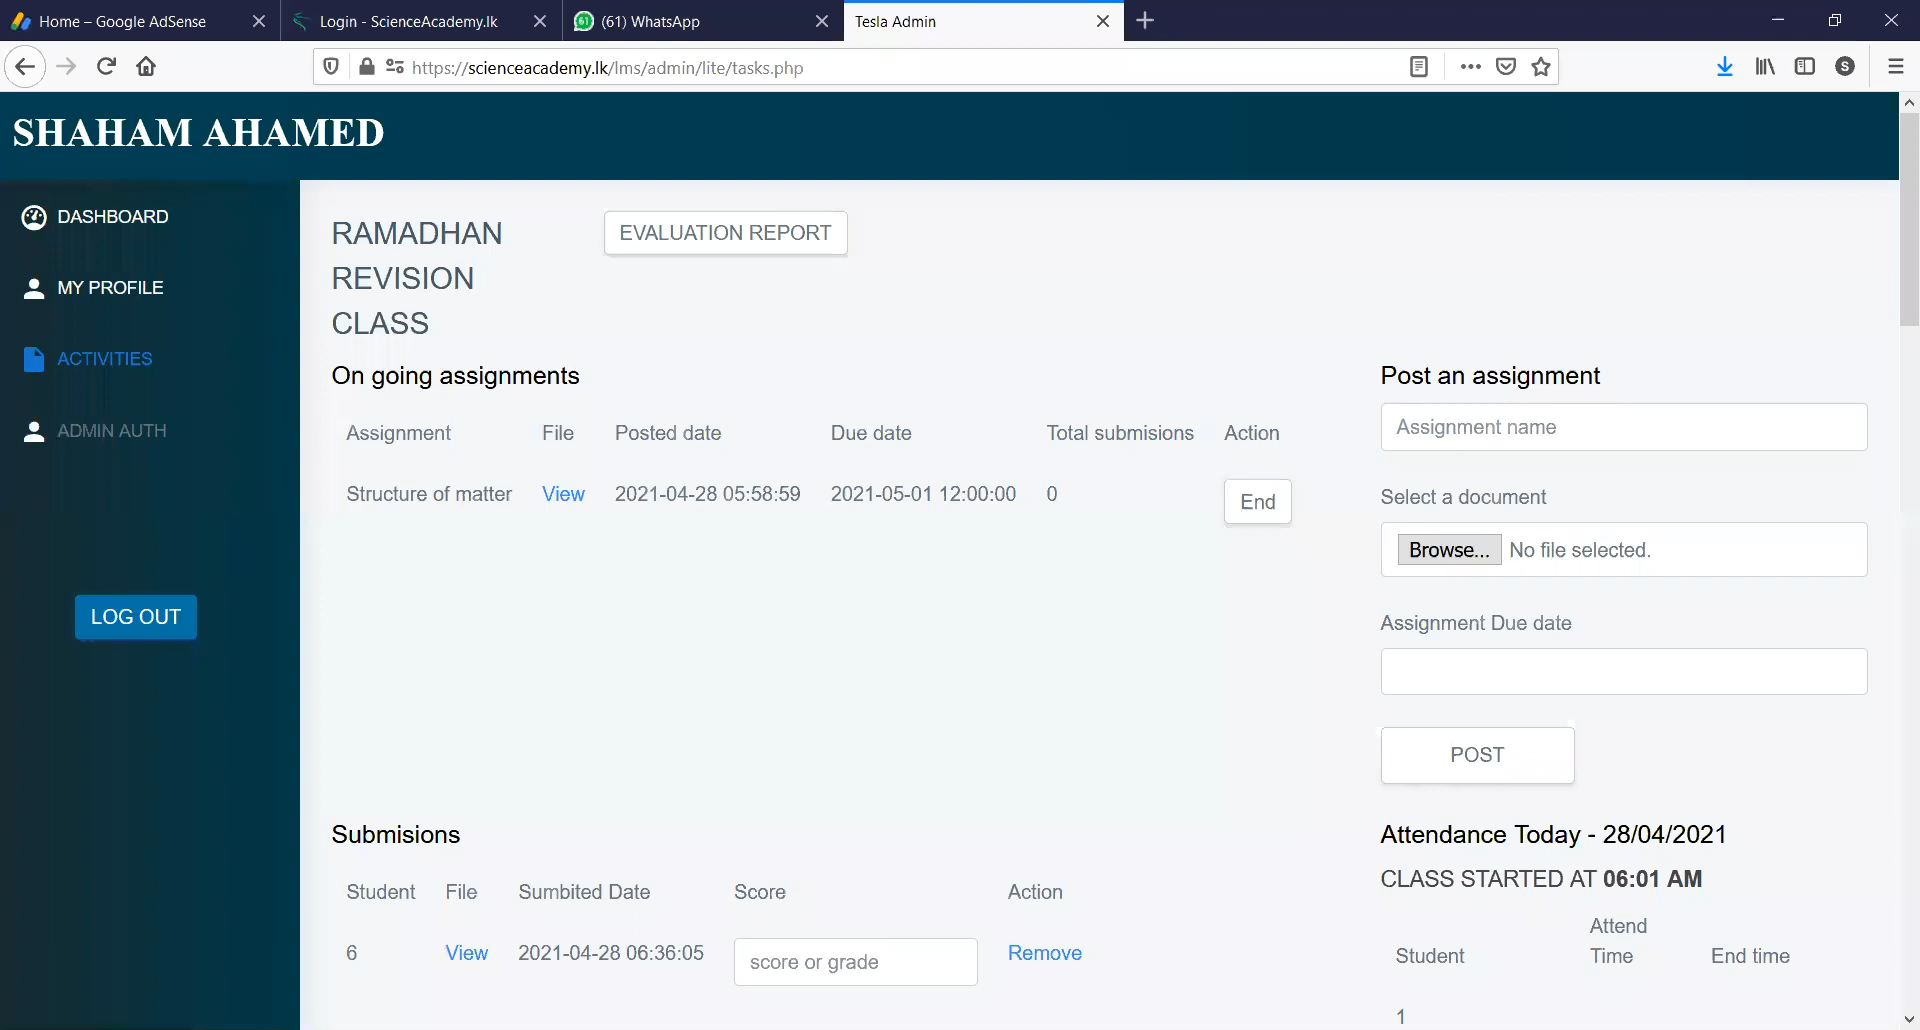 Home – Google AdSense
Login - ScienceAcademy.lk
61
(61) WhatsApp
Tesla Admin
https://scienceacademy.lk/lms/admin/lite/tasks.php
S
SHAHAM AHAMED
DASHBOARD
MY PROFILE
ACTIVITIES
ADMIN AUTH
LOG OUT
RAMADHAN
REVISION
CLASS
EVALUATION REPORT
On going assignments
Assignment File Posted date Due date Total submisions Action
Structure of matter View 2021-04-28 05:58:59 2021-05-01 12:00:00 0 End
Post an assignment
Assignment name
Select a document
Browse... No file selected.
Assignment Due date
POST
Submisions
Student File Sumbited Date Score Action
6 View 2021-04-28 06:36:05 score or grade Remove
Attendance Today - 28/04/2021
CLASS STARTED AT 06:01 AM
Student Attend Time End time
1